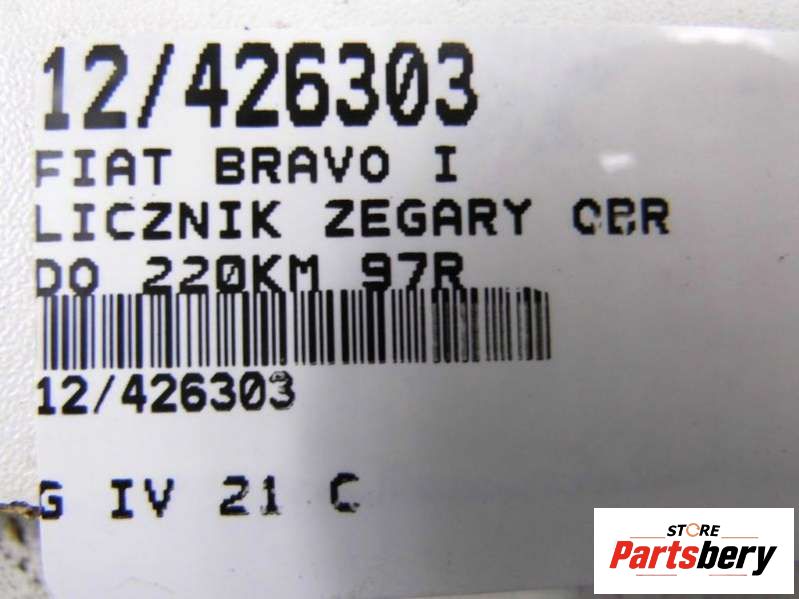 12/426303
FIAT BRAVO I
LICZNIK ZEGARY OBR
DO 220KM 97R
12/426303
G IV 21 C
STORE
Partsbery